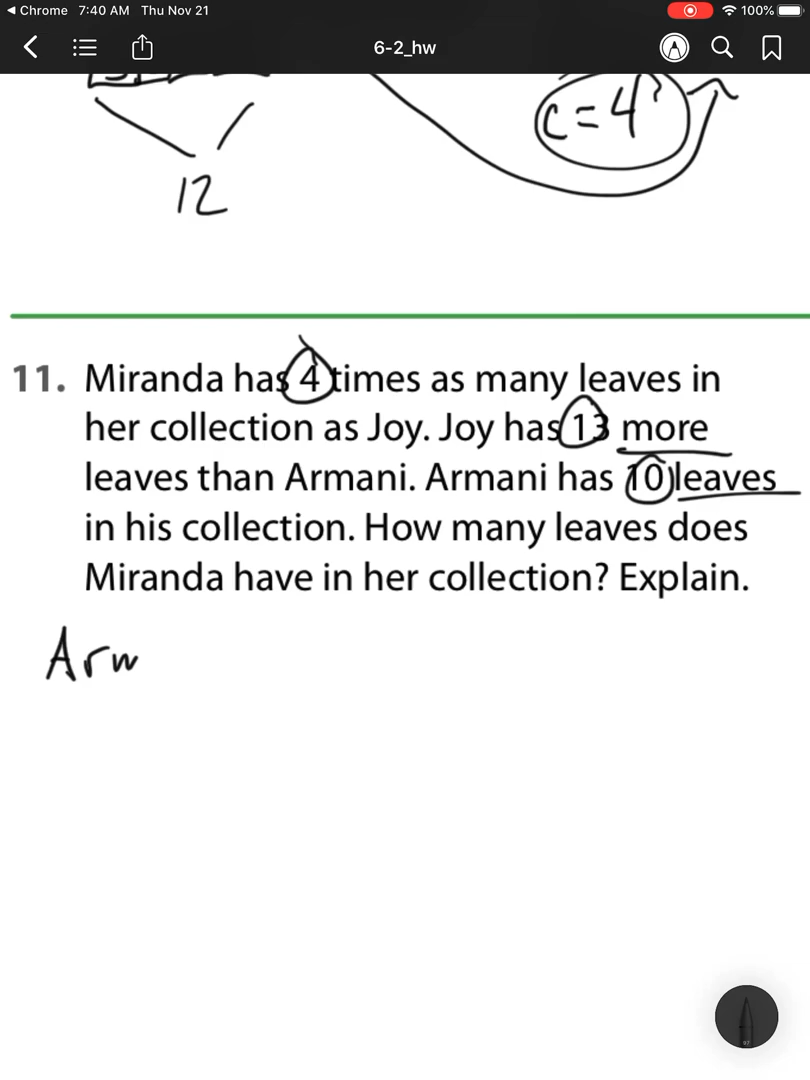 Chrome 7:40 AM Thu Nov 21 100%
6-2_hw
c = 4
12
11. Miranda has 4 times as many leaves in
her collection as Joy. Joy has 13 more
leaves than Armani. Armani has 10 leaves
in his collection. How many leaves does
Miranda have in her collection? Explain.
Arm
97